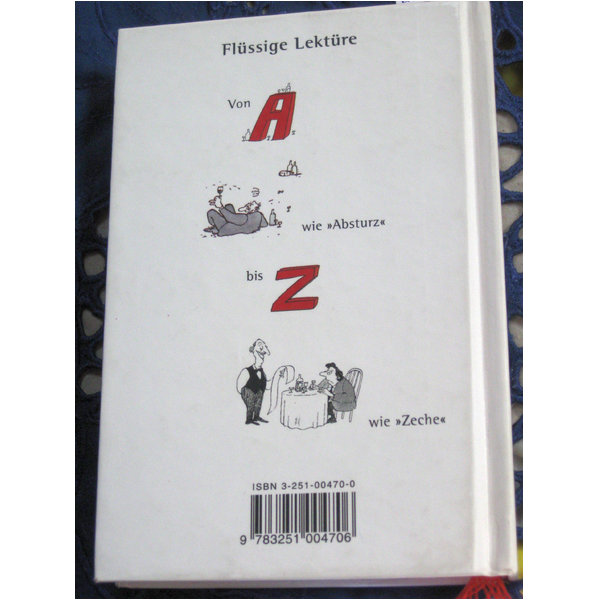 Flüssige Lektüre
Von A
wie »Absturz«
bis Z
wie »Zeche«
ISBN 3-251-00470-0
9 783251 004706